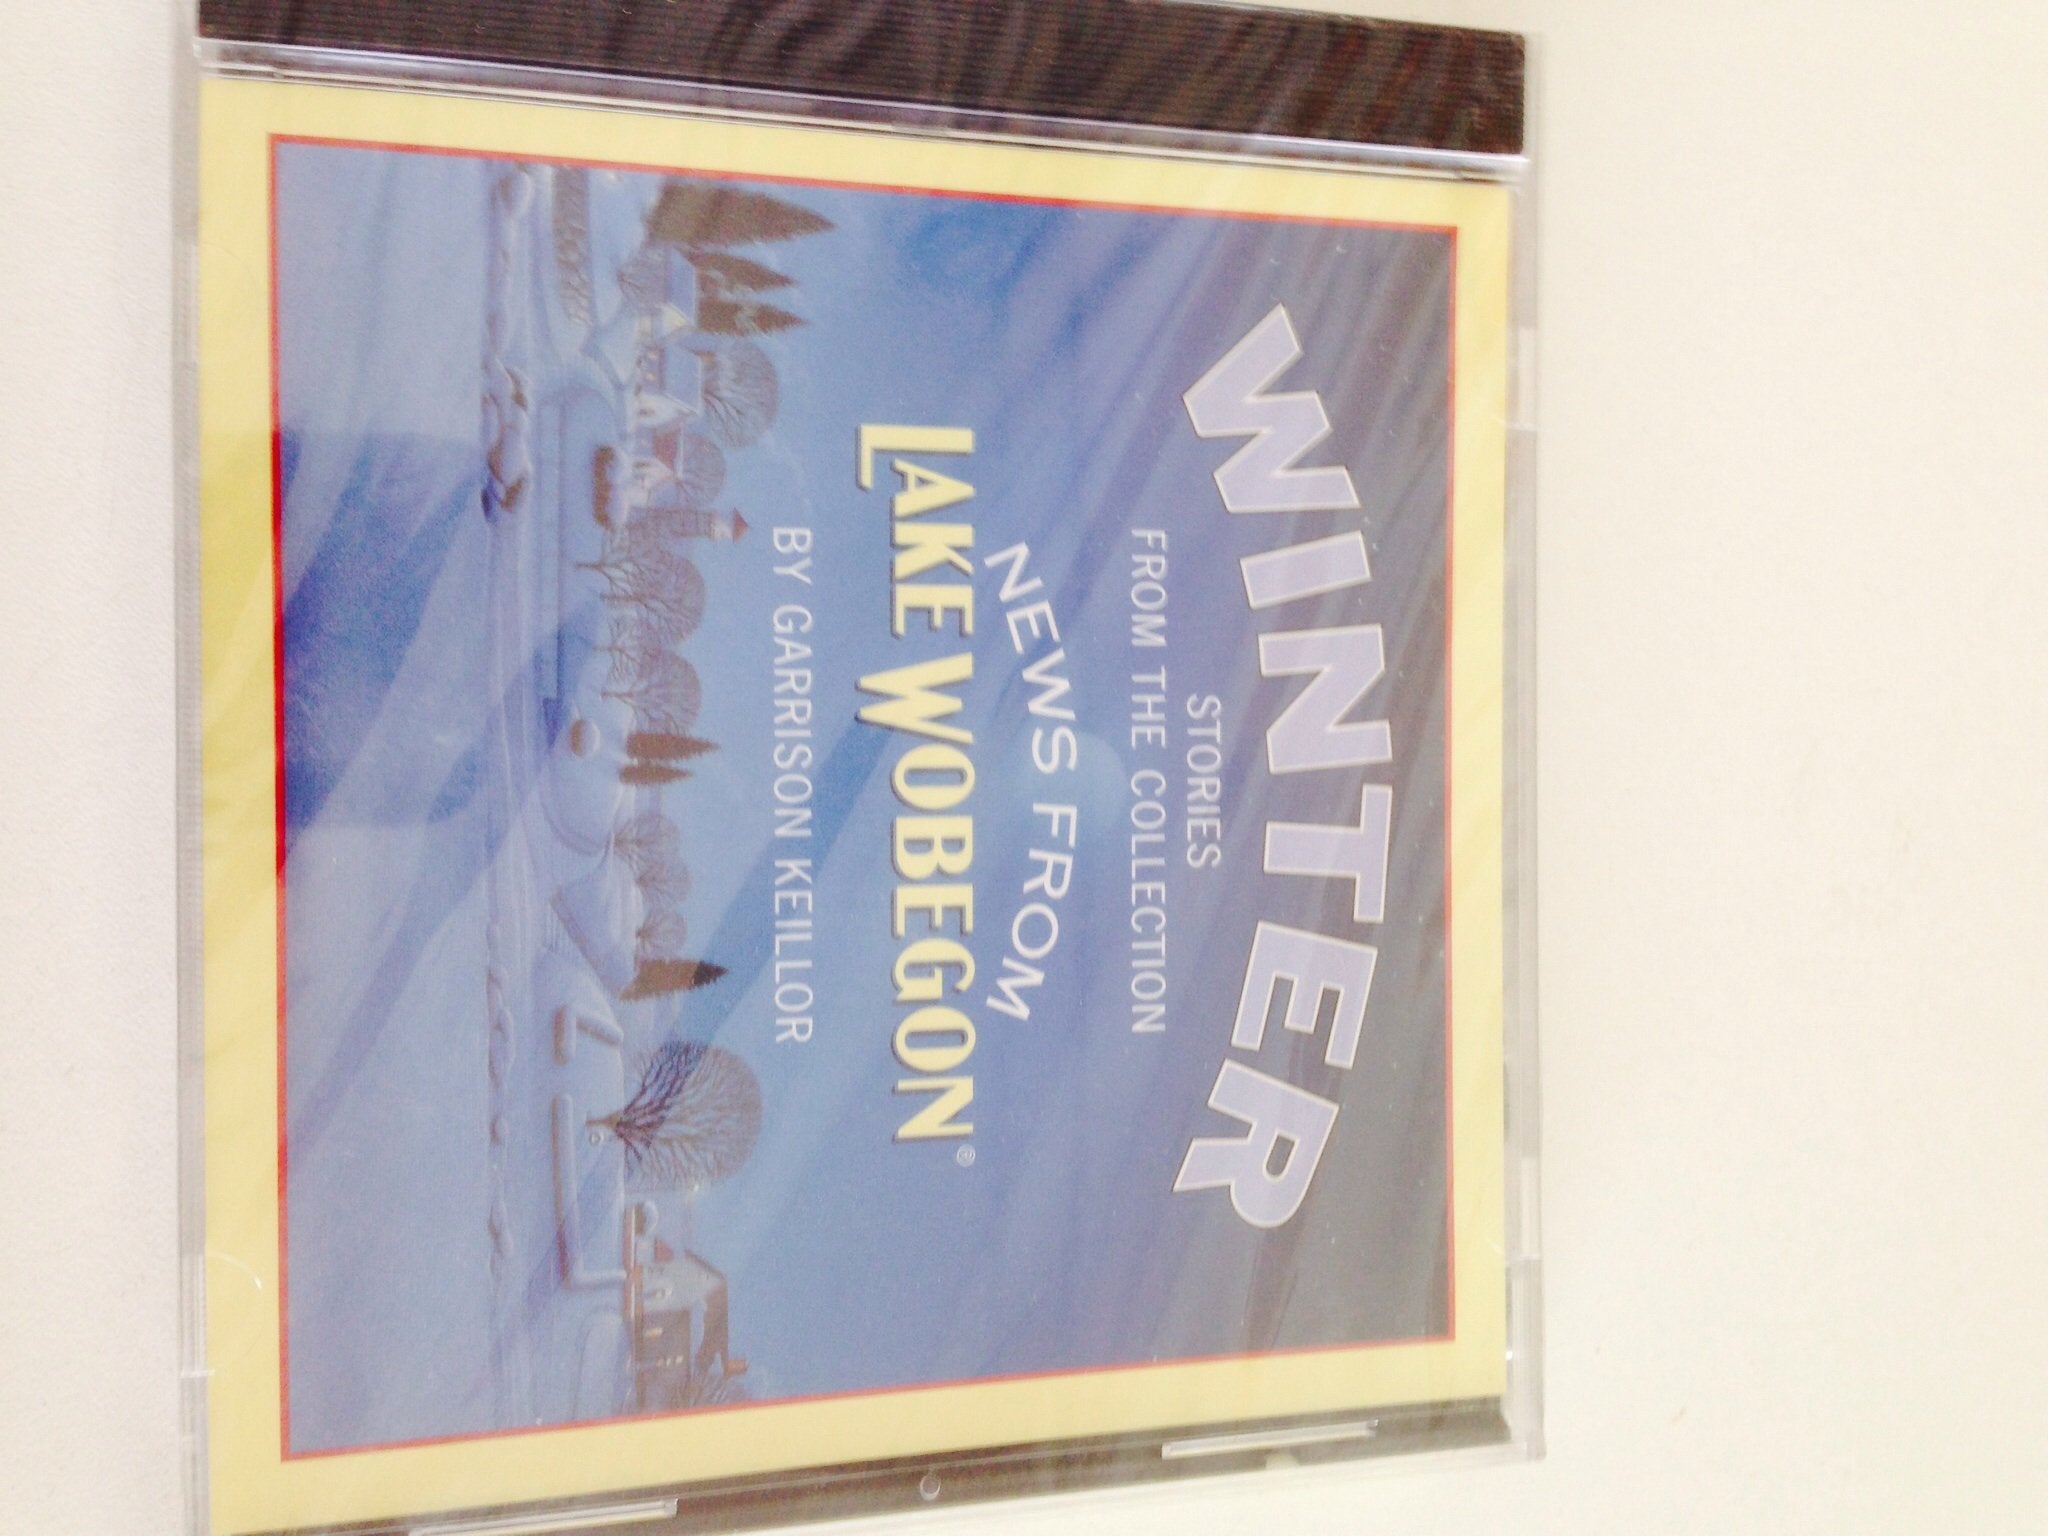 WINTER
STORIES
FROM THE COLLECTION
NEWS FROM
LAKE WOBEGON®
BY GARRISON KEILLOR